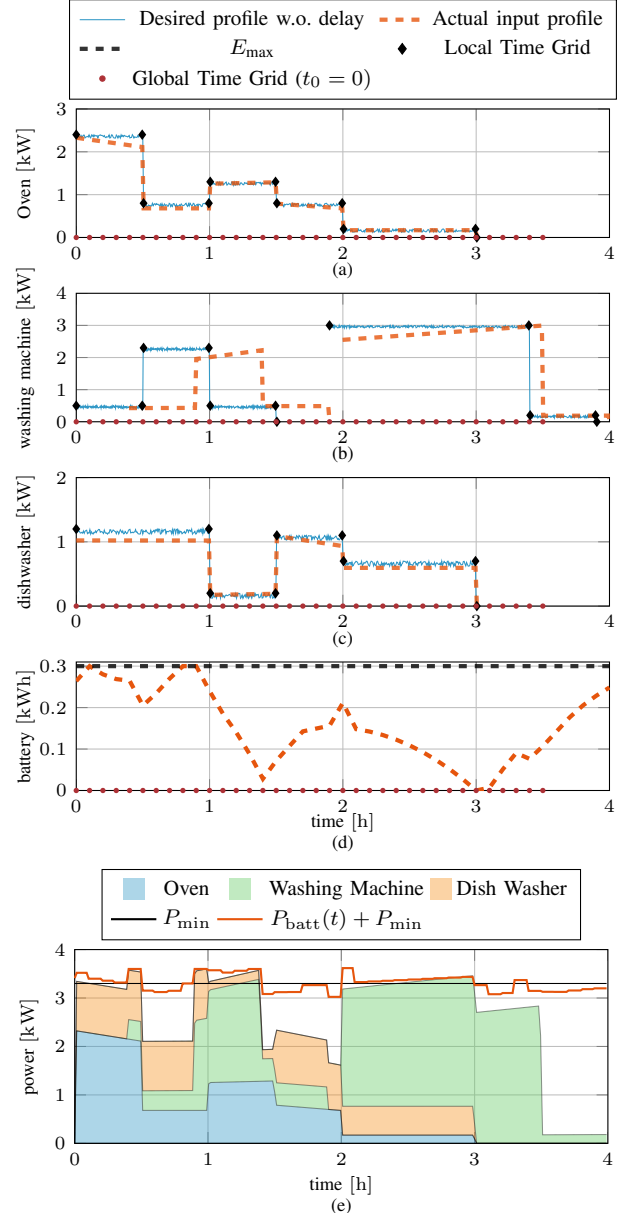 Desired profile w.o. delay Actual input profile
E_max Local Time Grid
Global Time Grid (t_0 = 0)
3
2
1
0
Oven [kW]
0 1 2 3 4
(a)
4
3
2
1
0
washing machine [kW]
0 1 2 3 4
(b)
2
1
0
dishwasher [kW]
0 1 2 3 4
(c)
0.3
0.2
0.1
0
battery [kWh]
0 1 2 3 4
time [h]
(d)
Oven Washing Machine Dish Washer
P_min P_batt(t) + P_min
4
3
2
1
0
power [kW]
0 1 2 3 4
time [h]
(e)